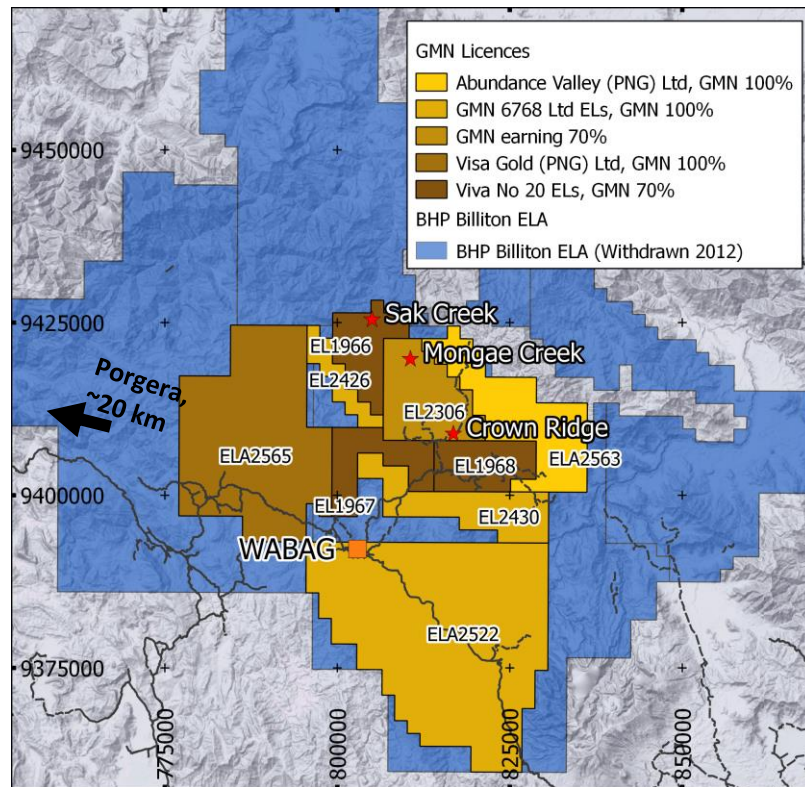 GMN Licences
Abundance Valley (PNG) Ltd, GMN 100%
GMN 6768 Ltd ELs, GMN 100%
GMN earning 70%
Visa Gold (PNG) Ltd, GMN 100%
Viva No 20 ELs, GMN 70%
BHP Billiton ELA
BHP Billiton ELA (Withdrawn 2012)
9450000
9425000
9400000
9375000
Sak Creek
EL1966
Mongae Creek
EL2426
Porgera,
~20 km
EL2306
Crown Ridge
ELA2565
EL1968
ELA2563
EL1967
EL2430
WABAG
ELA2522
775000
800000
825000
850000